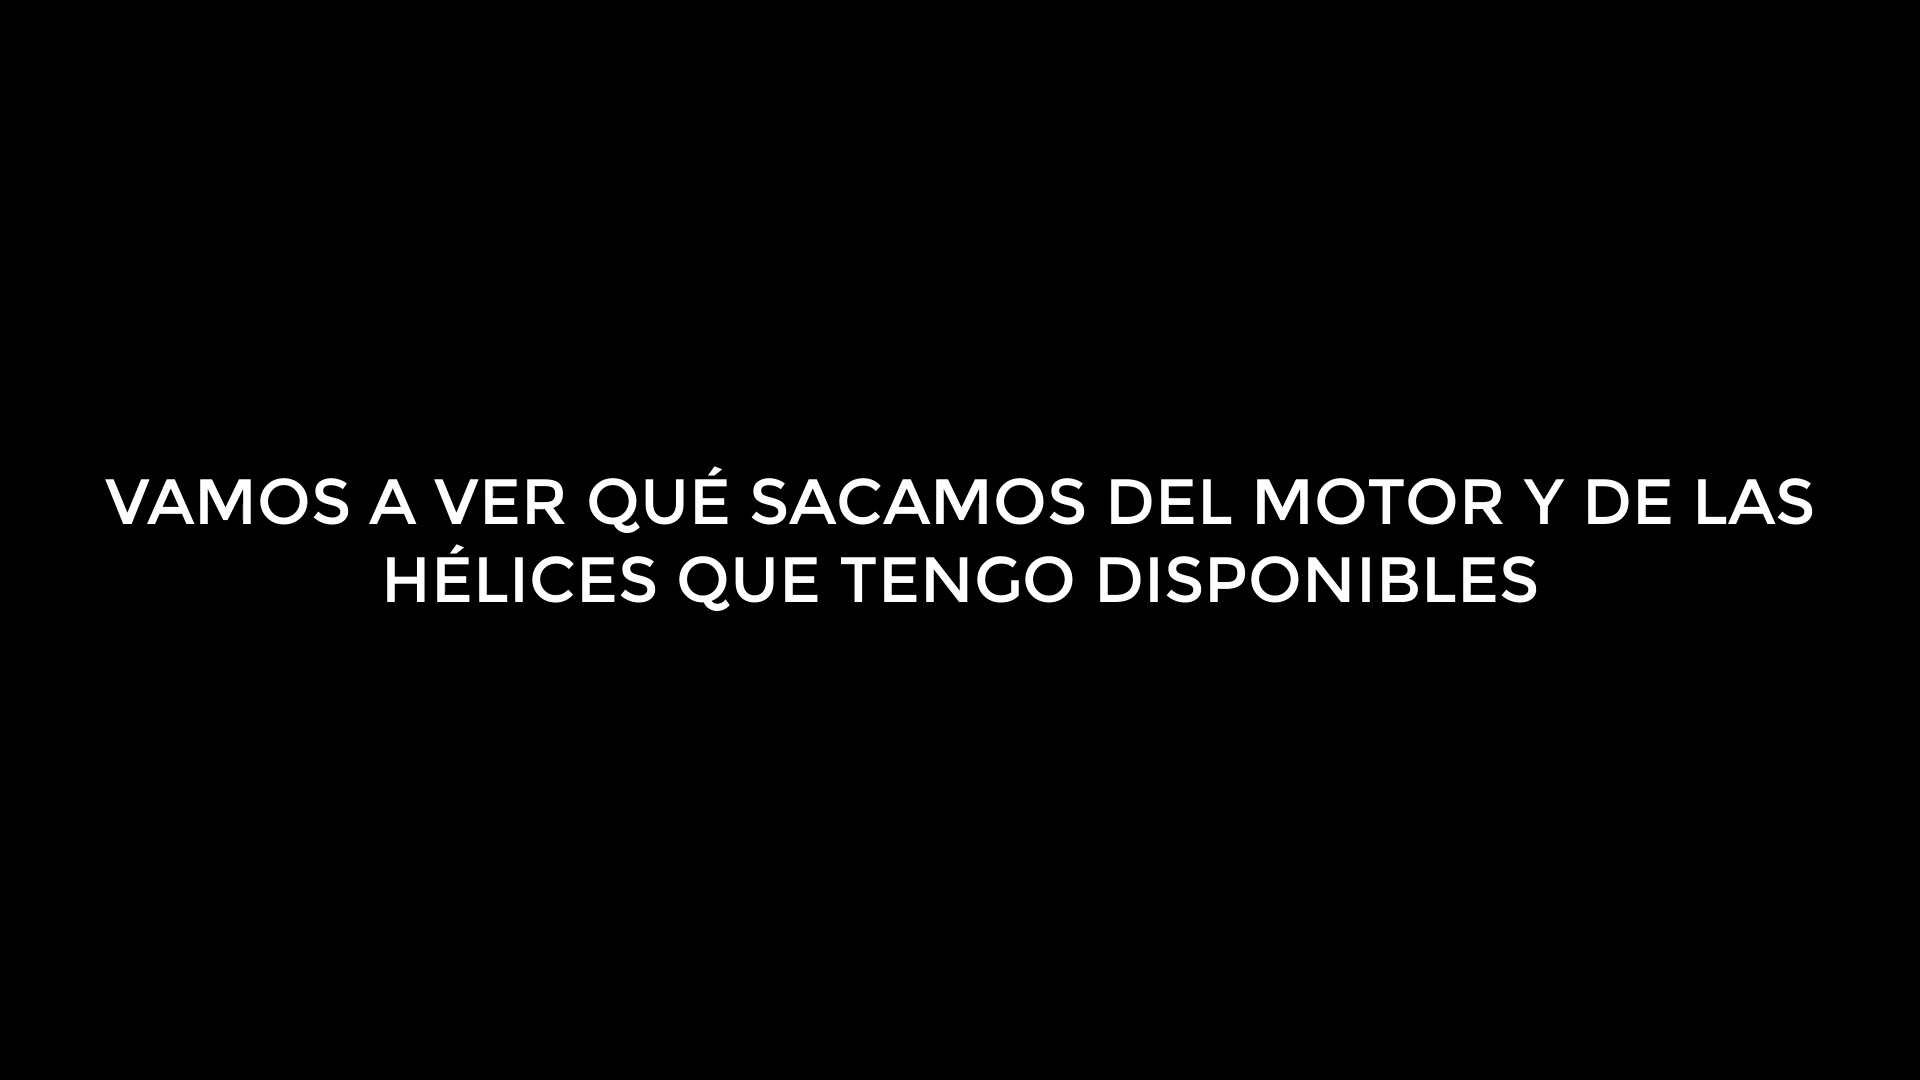 VAMOS A VER QUÉ SACAMOS DEL MOTOR Y DE LAS
HÉLICES QUE TENGO DISPONIBLES